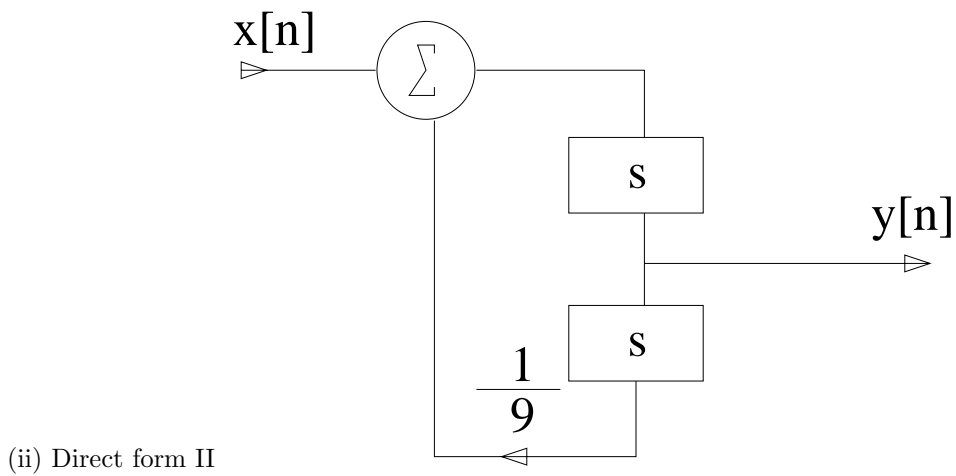 x[n]
Σ
s
y[n]
s
1
9
(ii) Direct form II